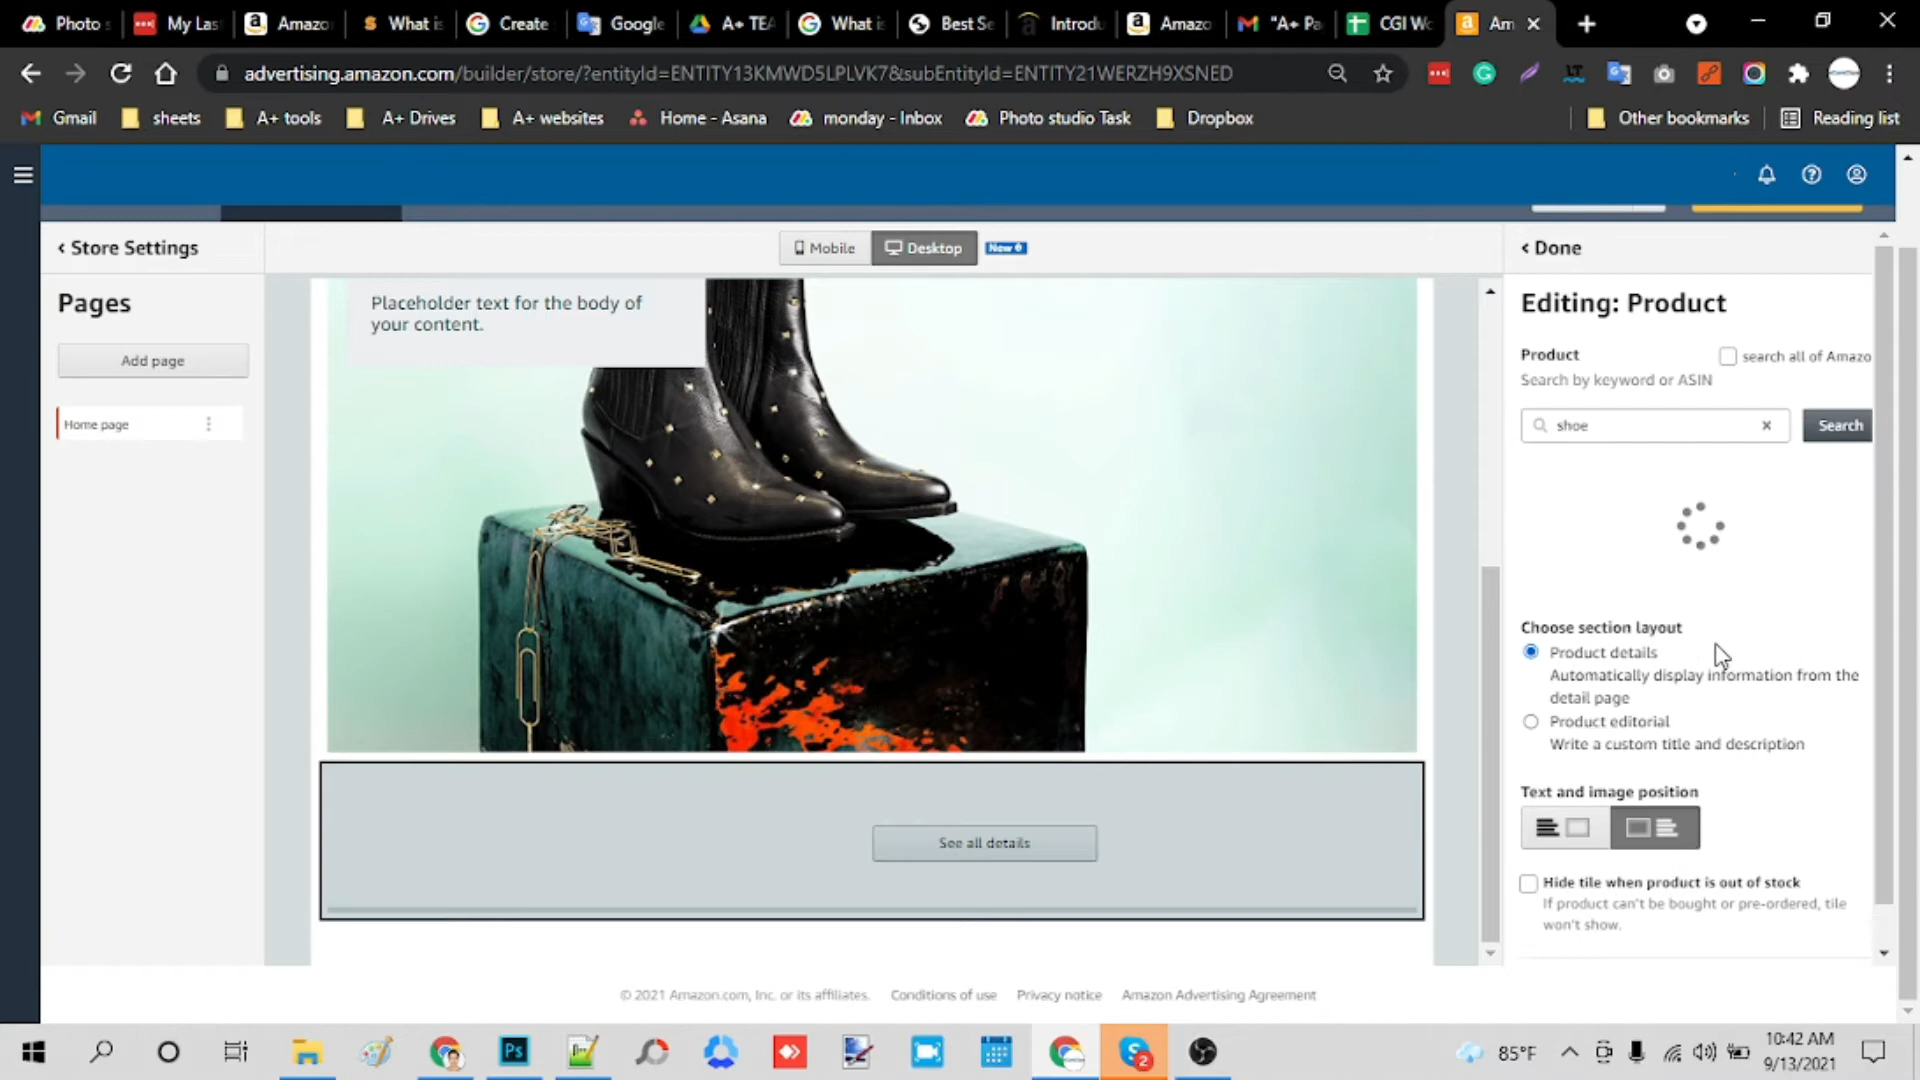 Photo s
My Las
Amazo
What is
Create
Google
A+ TEA
What i
Best Se
Introdu
Amazo
"A+ Pa
CGI Wo
Am
advertising.amazon.com/builder/store/?entityId=ENTITY13KMWD5LPLVK7&subEntityId=ENTITY21WERZH9XSNED
Gmail
sheets
A+ tools
A+ Drives
A+ websites
Home - Asana
monday - Inbox
Photo studio Task
Dropbox
Other bookmarks
Reading list
‹ Store Settings
Mobile
Desktop
New
‹ Done
Pages
Add page
Home page
Placeholder text for the body of
your content.
See all details
Editing: Product
Product
search all of Amazo
Search by keyword or ASIN
shoe
Search
Choose section layout
Product details
Automatically display information from the
detail page
Product editorial
Write a custom title and description
Text and image position
Hide tile when product is out of stock
If product can't be bought or pre-ordered, tile
won't show.
© 2021 Amazon.com, Inc. or its affiliates.
Conditions of use
Privacy notice
Amazon Advertising Agreement
Ps
2
85°F
10:42 AM
9/13/2021